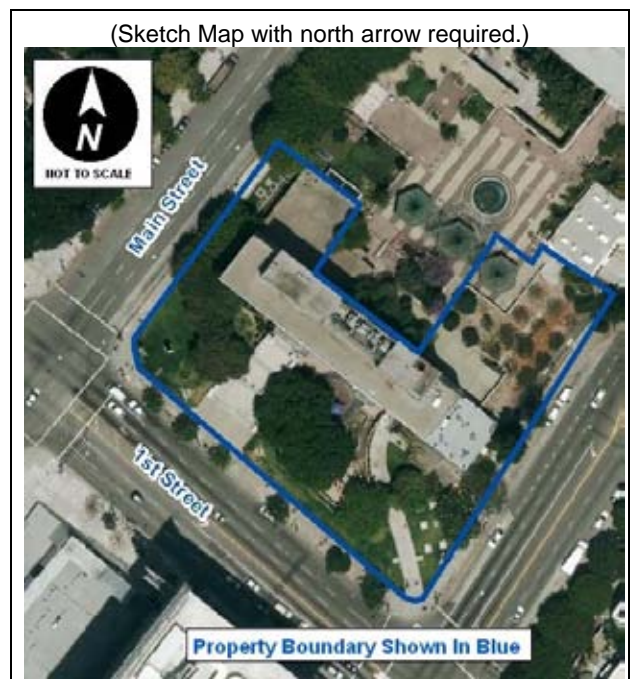 (Sketch Map with north arrow required.)
N
NOT TO SCALE
Main Street
1st Street
Property Boundary Shown In Blue